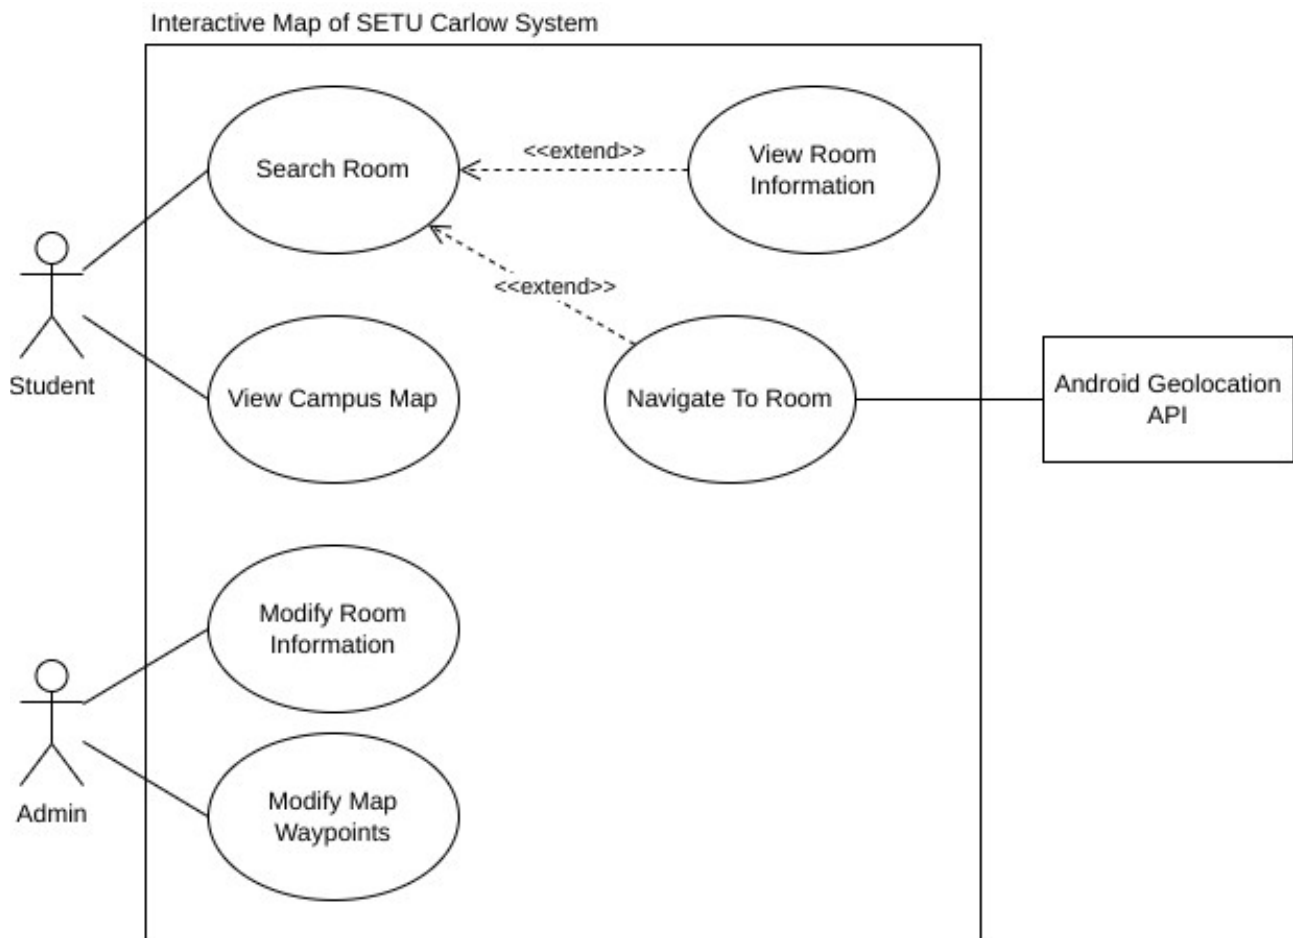 Interactive Map of SETU Carlow System
Search Room
<<extend>>
View Room
Information
<<extend>>
Student
View Campus Map
Navigate To Room
Android Geolocation
API
Modify Room
Information
Admin
Modify Map
Waypoints